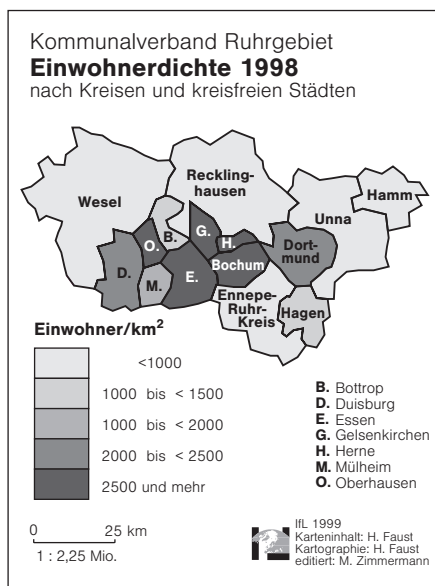 Kommunalverband Ruhrgebiet
Einwohnerdichte 1998
nach Kreisen und kreisfreien Städten
Reckling-
hausen
Wesel
Hamm
Unna
B.
G.
O.
H.
Dort-
mund
D.
Bochum
E.
M.
Ennepe-
Ruhr-
Kreis
Hagen
Einwohner/km²
<1000
1000 bis < 1500
1000 bis < 2000
2000 bis < 2500
2500 und mehr
B. Bottrop
D. Duisburg
E. Essen
G. Gelsenkirchen
H. Herne
M. Mülheim
O. Oberhausen
0 25 km
1 : 2,25 Mio.
IfL 1999
Karteninhalt: H. Faust
Kartographie: H. Faust
editiert: M. Zimmermann